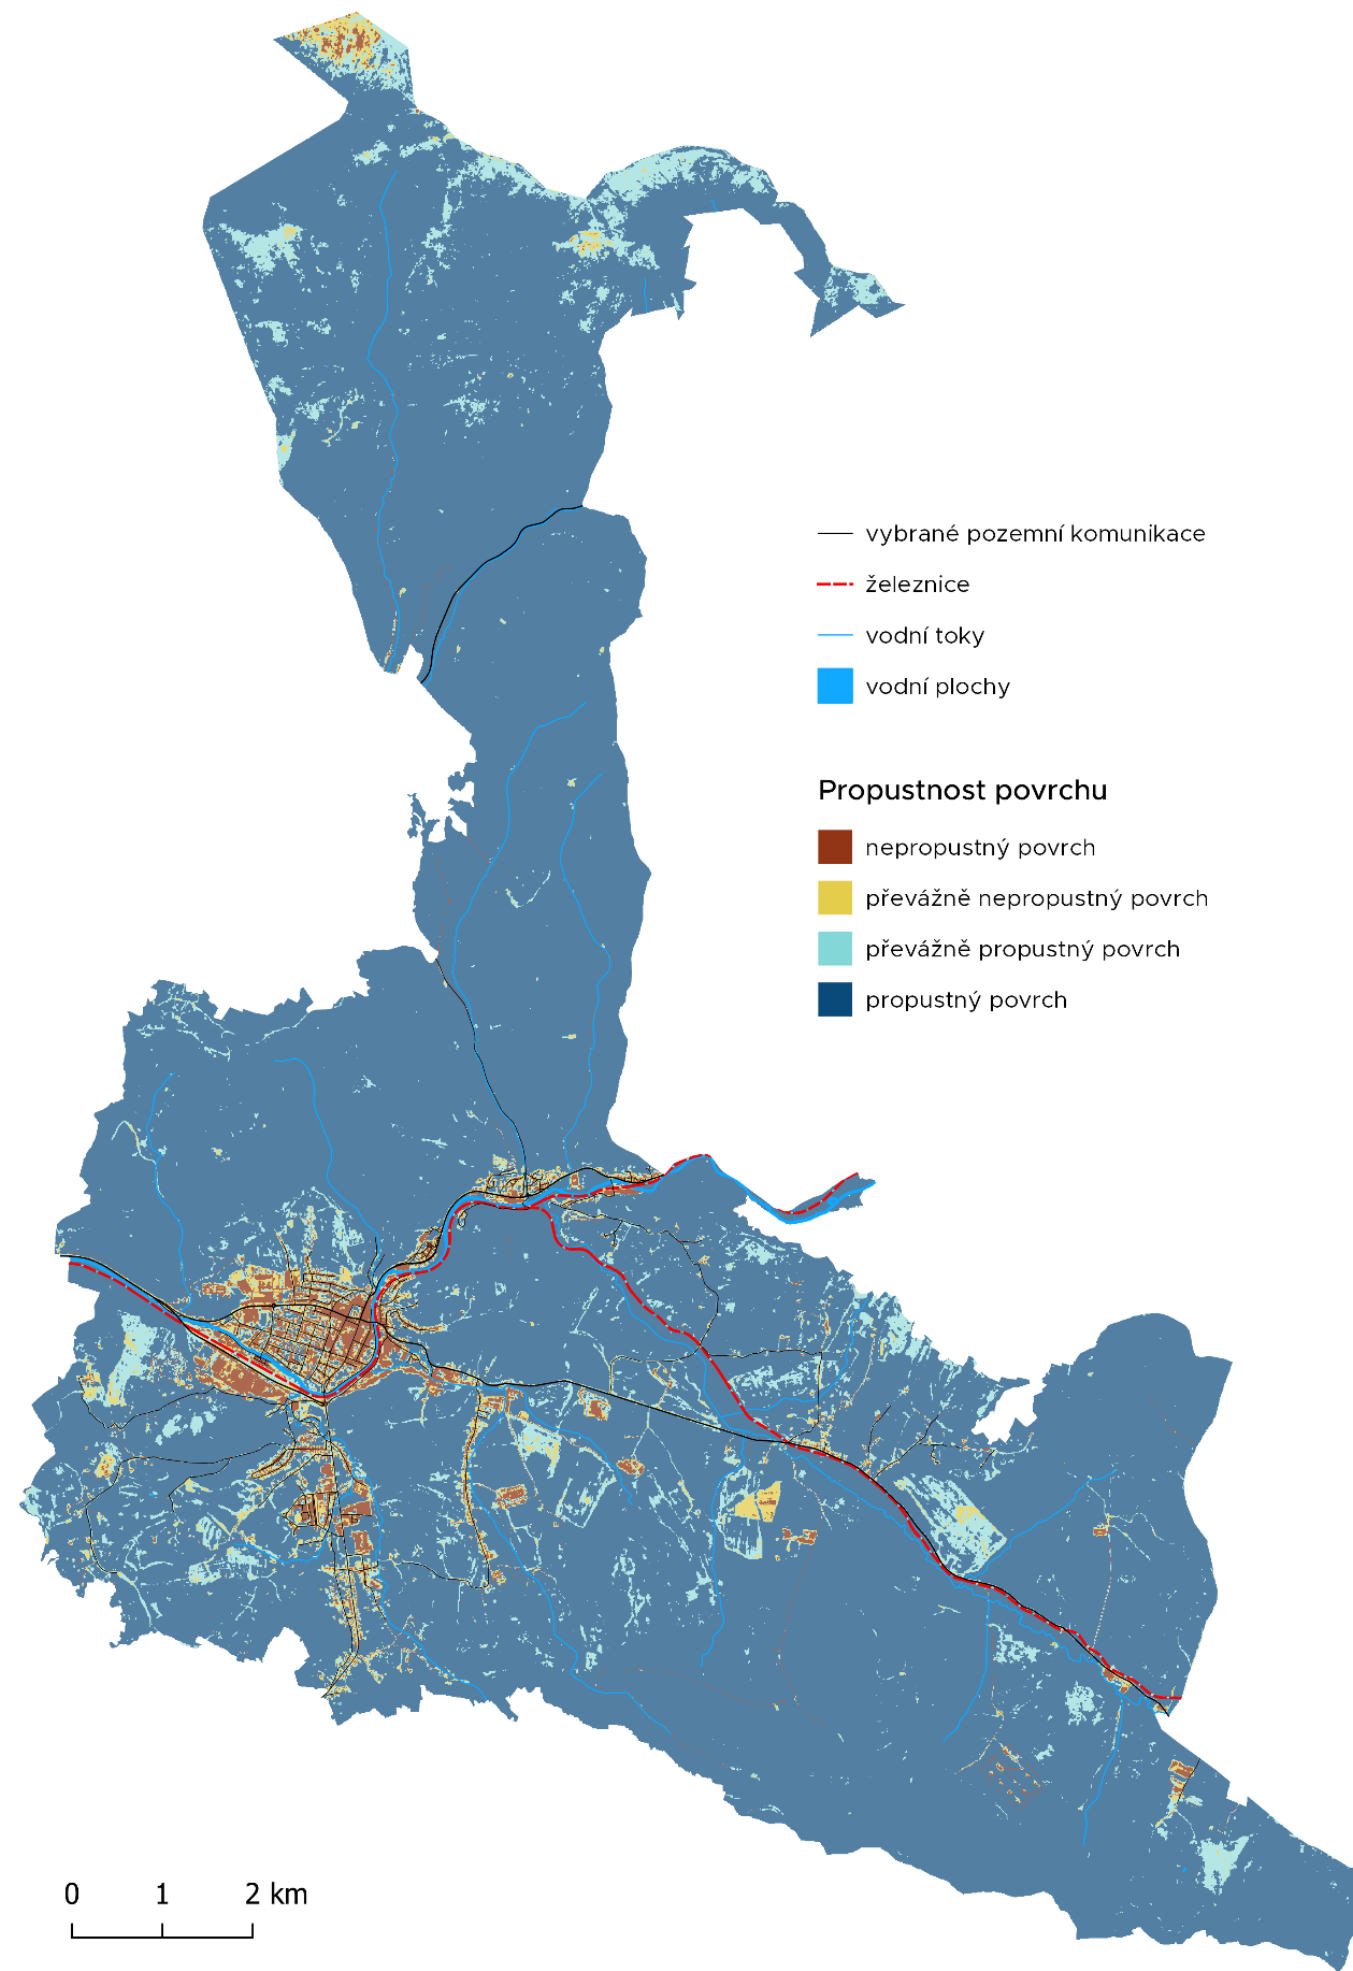 vybrané pozemní komunikace
železnice
vodní toky
vodní plochy
Propustnost povrchu
nepropustný povrch
převážně nepropustný povrch
převážně propustný povrch
propustný povrch
0 1 2 km